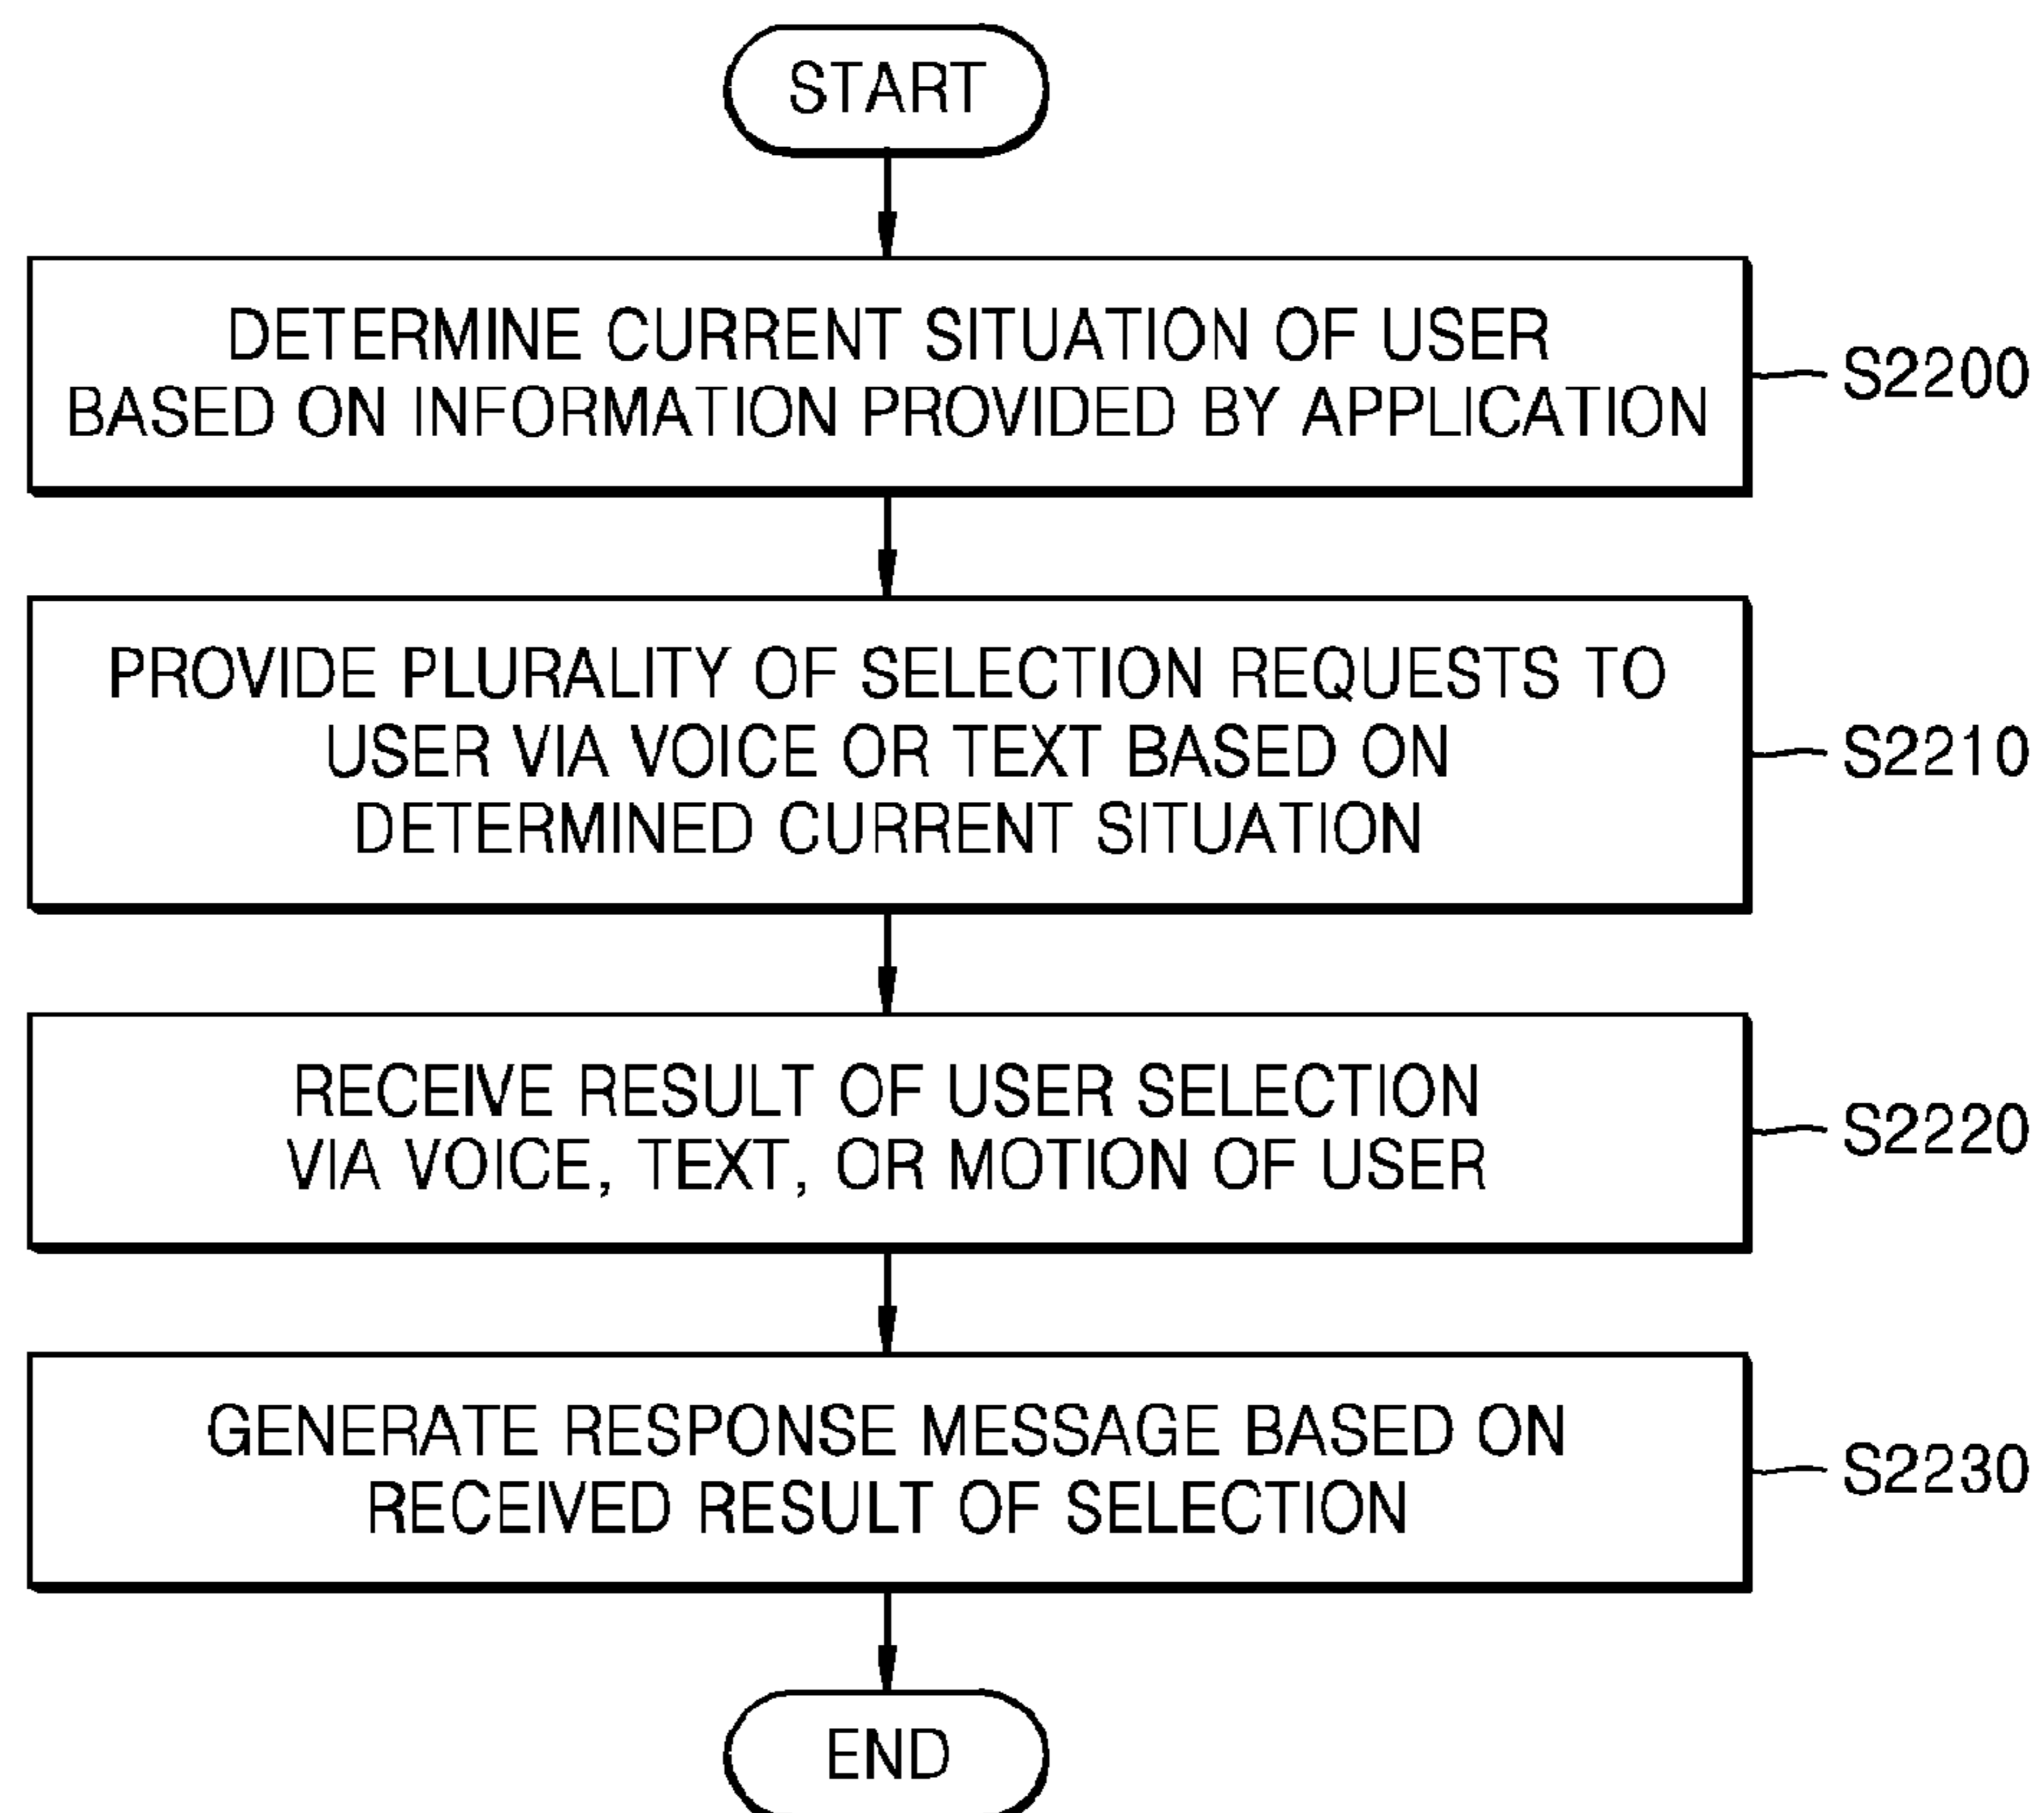 START
DETERMINE CURRENT SITUATION OF USER
BASED ON INFORMATION PROVIDED BY APPLICATION
S2200
PROVIDE PLURALITY OF SELECTION REQUESTS TO
USER VIA VOICE OR TEXT BASED ON
DETERMINED CURRENT SITUATION
S2210
RECEIVE RESULT OF USER SELECTION
VIA VOICE, TEXT, OR MOTION OF USER
S2220
GENERATE RESPONSE MESSAGE BASED ON
RECEIVED RESULT OF SELECTION
S2230
END